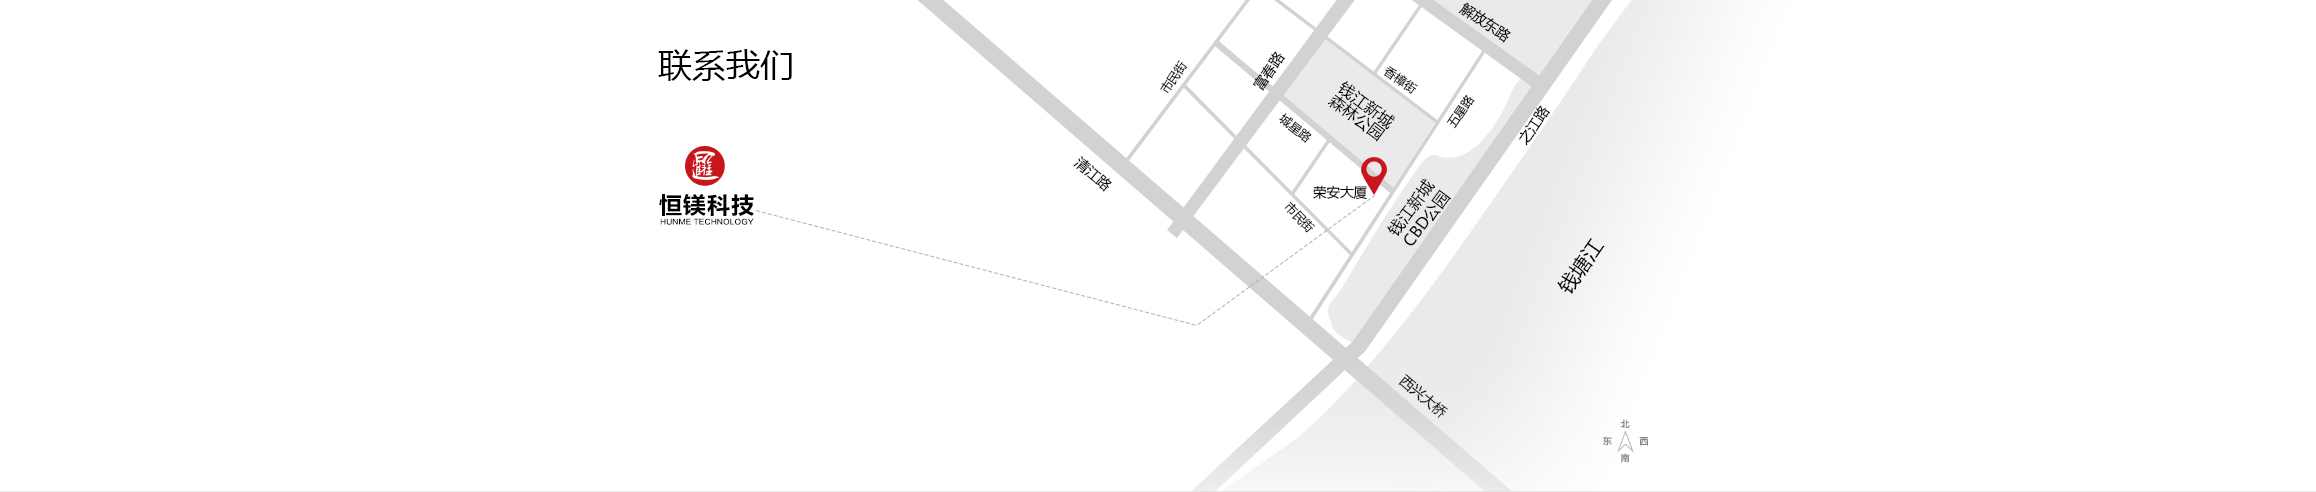 联系我们
恒镁科技
HUNME TECHNOLOGY
解放东路
市民街
富春路
香樟街
钱江新城
森林公园
五星路
之江路
城星路
清江路
荣安大厦
市民街
钱江新城
CBD公园
钱塘江
西兴大桥
北
东
西
南